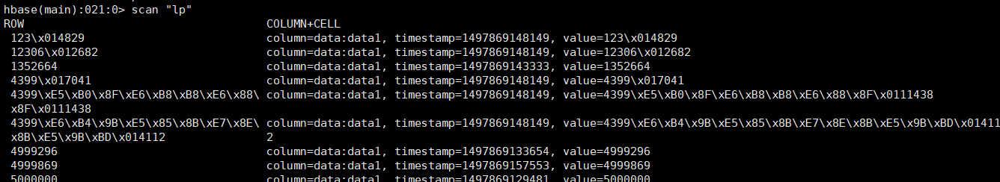 hbase(main):021:0> scan "lp"
ROW COLUMN+CELL
123\x014829 column=data:data1, timestamp=1497869148149, value=123\x014829
12306\x012682 column=data:data1, timestamp=1497869148149, value=12306\x012682
1352664 column=data:data1, timestamp=1497869143333, value=1352664
4399\x017041 column=data:data1, timestamp=1497869148149, value=4399\x017041
4399\xE5\xB0\x8F\xE6\xB8\xB8\xE6\x88\ column=data:data1, timestamp=1497869148149, value=4399\xE5\xB0\x8F\xE6\xB8\xB8\xE6\x88\x8F\x0111438
x8F\x0111438
4399\xE6\xB4\x9B\xE5\x85\x8B\xE7\x8E\ column=data:data1, timestamp=1497869148149, value=4399\xE6\xB4\x9B\xE5\x85\x8B\xE7\x8E\x8B\xE5\x9B\xBD\x01411
x8B\xE5\x9B\xBD\x014112 2
4999296 column=data:data1, timestamp=1497869133654, value=4999296
4999869 column=data:data1, timestamp=1497869157553, value=4999869
5000000 column=data:data1, timestamp=1497869129481, value=5000000